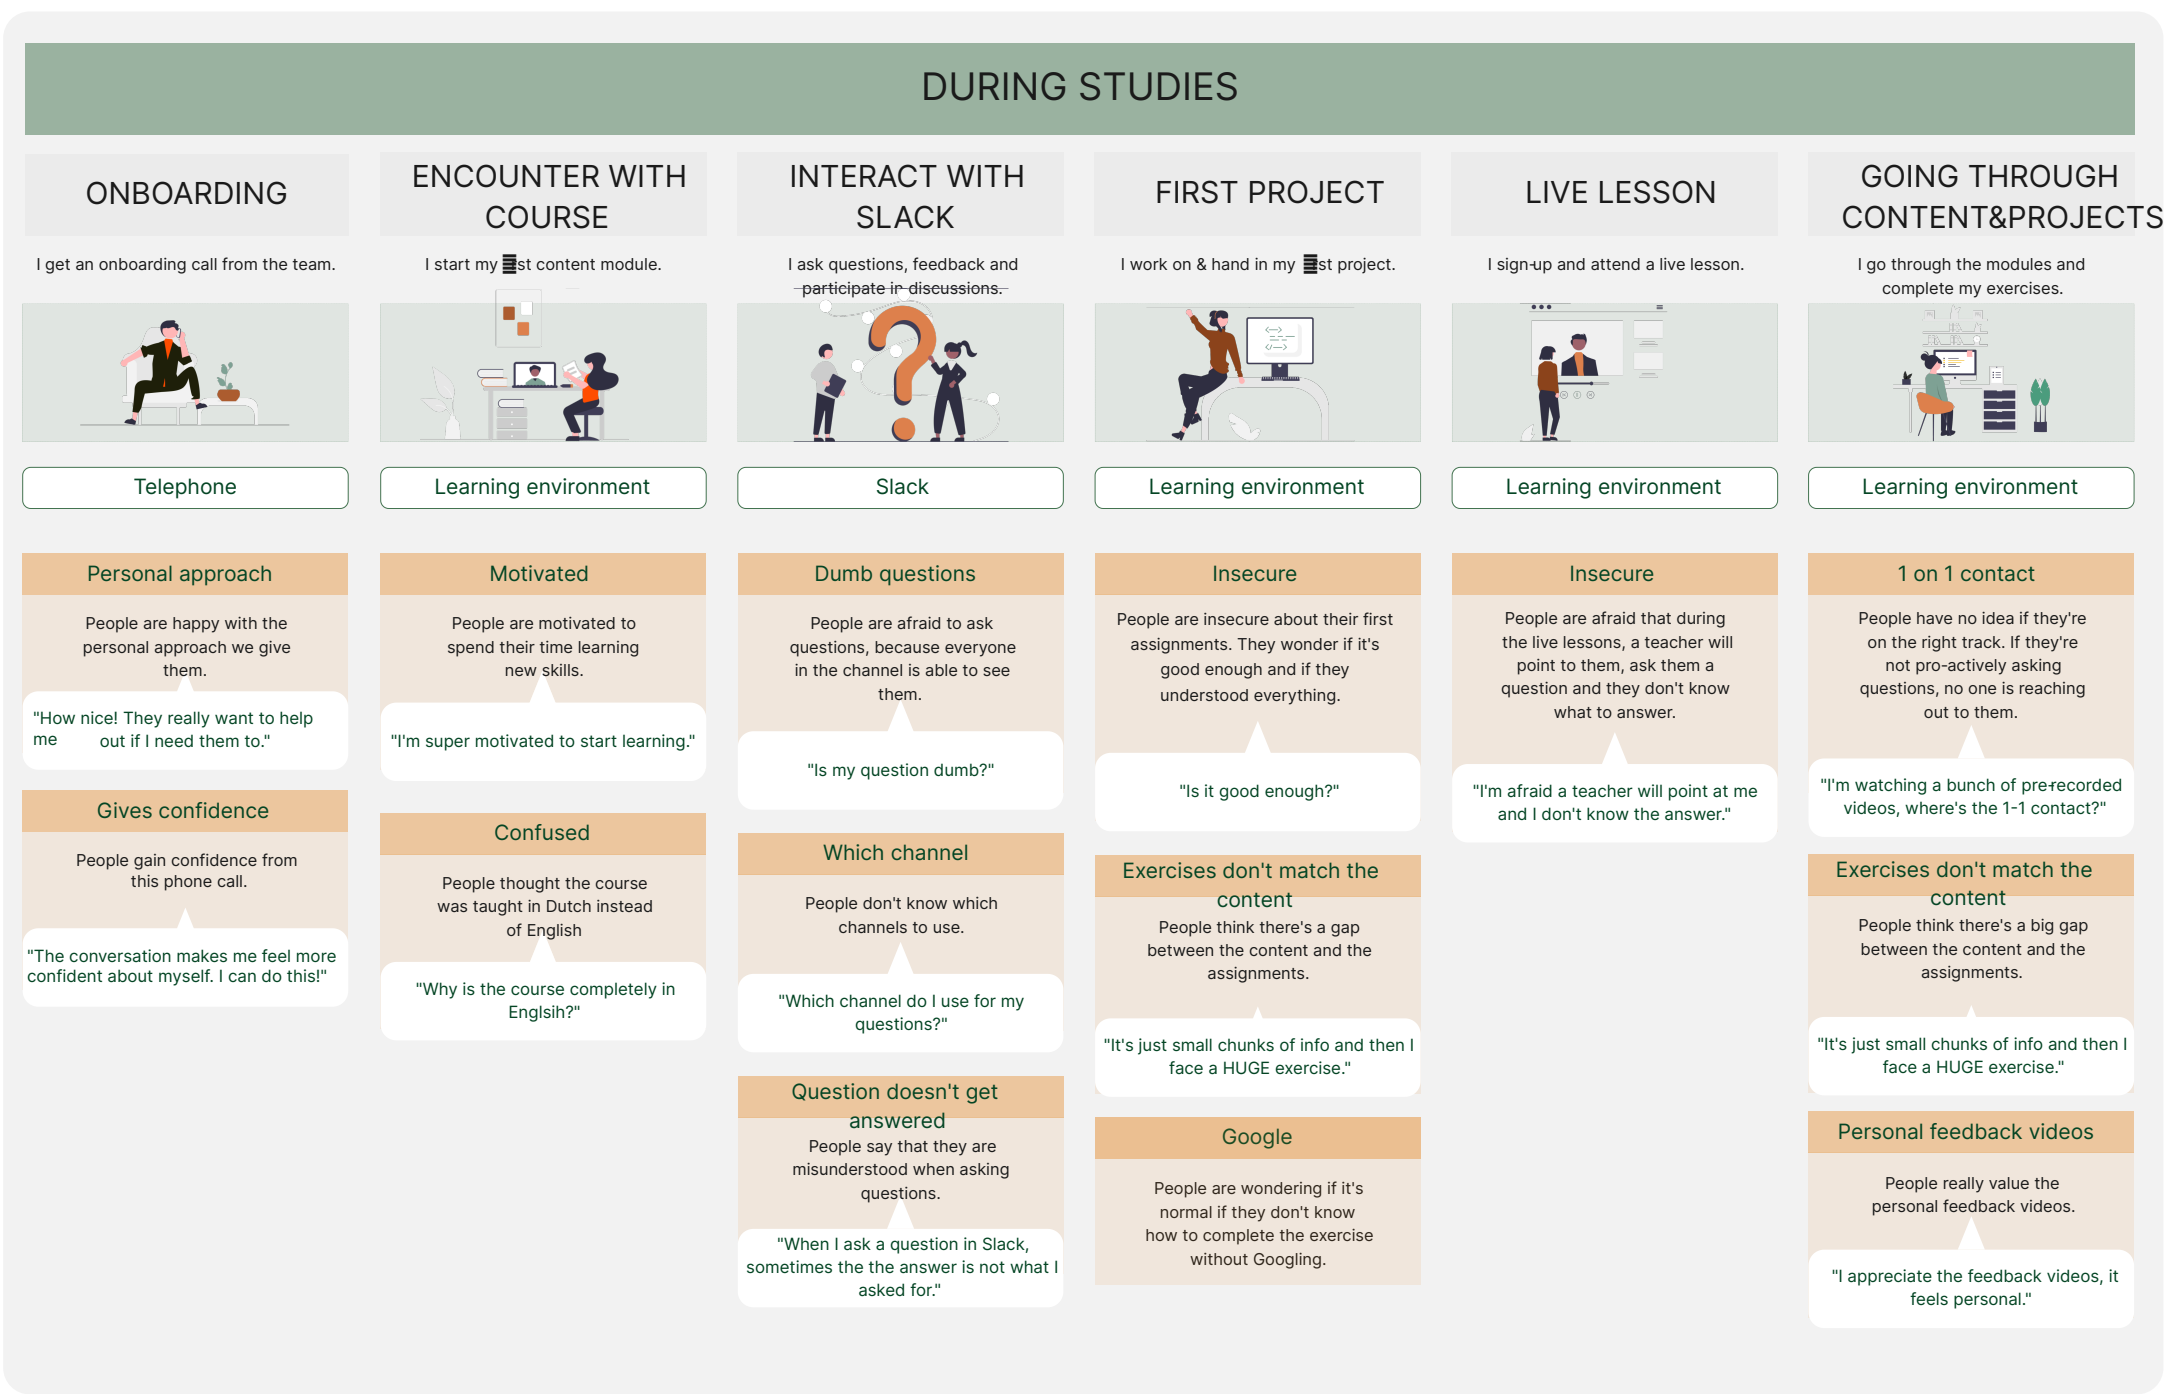 DURING STUDIES
ONBOARDING
I get an onboarding call from the team.
Telephone
Personal approach
People are happy with the
personal approach we give
them.
"How nice! They really want to help
me out if I need them to."
Gives confidence
People gain confidence from
this phone call.
"The conversation makes me feel more
confident about myself. I can do this!"
ENCOUNTER WITH
COURSE
I start my st content module.
Learning environment
Motivated
People are motivated to
spend their time learning
new skills.
"I'm super motivated to start learning."
Confused
People thought the course
was taught in Dutch instead
of English
"Why is the course completely in
Englsih?"
INTERACT WITH
SLACK
I ask questions, feedback and
participate in discussions.
Slack
Dumb questions
People are afraid to ask
questions, because everyone
in the channel is able to see
them.
"Is my question dumb?"
Which channel
People don't know which
channels to use.
"Which channel do I use for my
questions?"
Question doesn't get
answered
People say that they are
misunderstood when asking
questions.
"When I ask a question in Slack,
sometimes the the answer is not what I
asked for."
FIRST PROJECT
I work on & hand in my st project.
Learning environment
Insecure
People are insecure about their first
assignments. They wonder if it's
good enough and if they
understood everything.
"Is it good enough?"
Exercises don't match the
content
People think there's a gap
between the content and the
assignments.
"It's just small chunks of info and then I
face a HUGE exercise."
Google
People are wondering if it's
normal if they don't know
how to complete the exercise
without Googling.
LIVE LESSON
I sign-up and attend a live lesson.
Learning environment
Insecure
People are afraid that during
the live lessons, a teacher will
point to them, ask them a
question and they don't know
what to answer.
"I'm afraid a teacher will point at me
and I don't know the answer."
GOING THROUGH
CONTENT&PROJECTS
I go through the modules and
complete my exercises.
Learning environment
1 on 1 contact
People have no idea if they're
on the right track. If they're
not pro-actively asking
questions, no one is reaching
out to them.
"I'm watching a bunch of pre-recorded
videos, where's the 1-1 contact?"
Exercises don't match the
content
People think there's a big gap
between the content and the
assignments.
"It's just small chunks of info and then I
face a HUGE exercise."
Personal feedback videos
People really value the
personal feedback videos.
"I appreciate the feedback videos, it
feels personal."